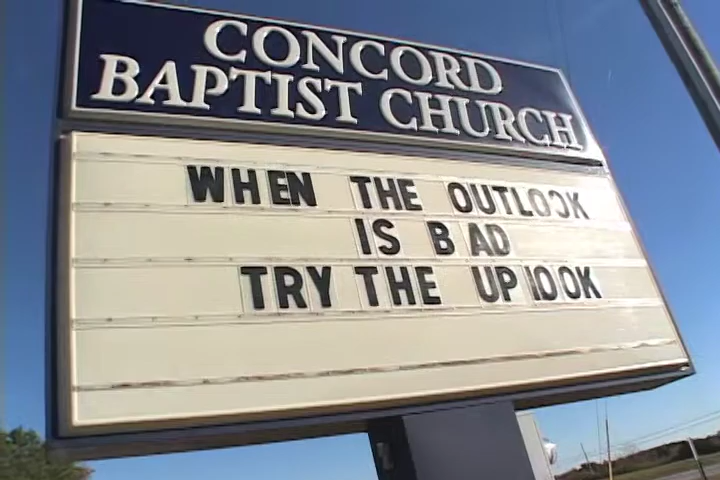 CONCORD
BAPTIST CHURCH
WHEN THE OUTLOOK
IS BAD
TRY THE UPLOOK